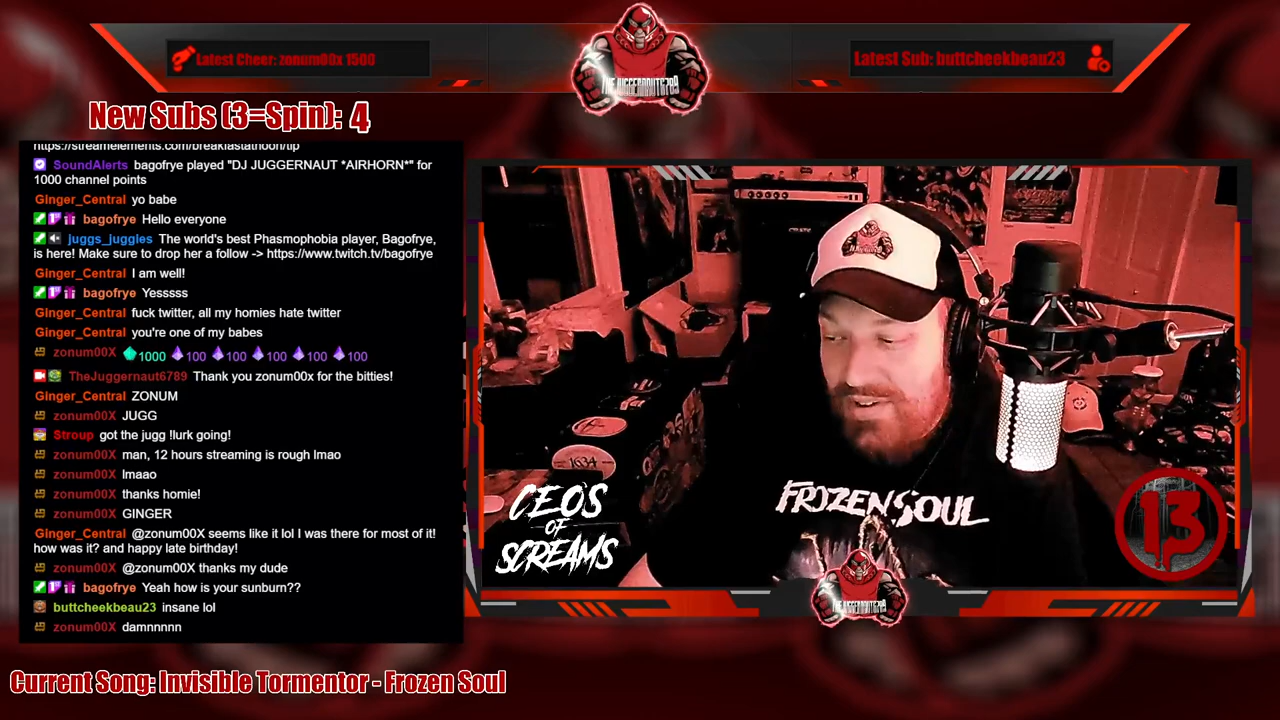 Latest Cheer: zonum00x 1500
THEJUGGERNAUT6789
Latest Sub: buttcheekbeau23
New Subs (3=Spin): 4
https://streamelements.com/breakfastatnoon/tip
SoundAlerts bagofrye played "DJ JUGGERNAUT *AIRHORN*" for
1000 channel points
Ginger_Central yo babe
bagofrye Hello everyone
juggs_juggies The world's best Phasmophobia player, Bagofrye,
is here! Make sure to drop her a follow -> https://www.twitch.tv/bagofrye
Ginger_Central I am well!
bagofrye Yesssss
Ginger_Central fuck twitter, all my homies hate twitter
Ginger_Central you're one of my babes
zonum00X 1000 100 100 100 100 100
TheJuggernaut6789 Thank you zonum00x for the bitties!
Ginger_Central ZONUM
zonum00X JUGG
Stroup got the jugg !lurk going!
zonum00X man, 12 hours streaming is rough lmao
zonum00X lmaao
zonum00X thanks homie!
zonum00X GINGER
Ginger_Central @zonum00X seems like it lol I was there for most of it!
how was it? and happy late birthday!
zonum00X @zonum00X thanks my dude
bagofrye Yeah how is your sunburn??
buttcheekbeau23 insane lol
zonum00X damnnnnn
1634
CEO'S
OF
SCREAMS
FROZEN SOUL
13
THEJUGGERNAUT6789
Current Song: Invisible Tormentor - Frozen Soul